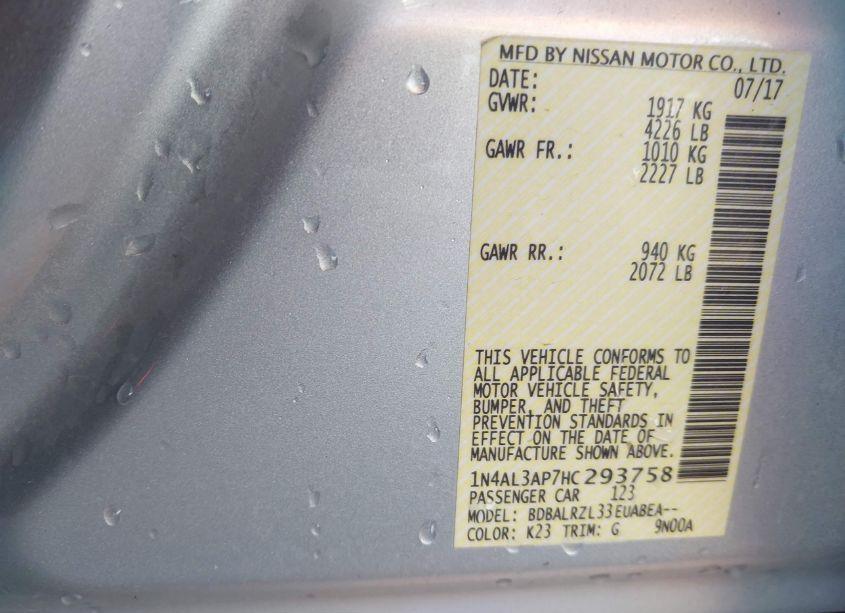 MFD BY NISSAN MOTOR CO., LTD.
DATE: 07/17
GVWR: 1917 KG
4226 LB
GAWR FR.: 1010 KG
2227 LB
GAWR RR.: 940 KG
2072 LB
THIS VEHICLE CONFORMS TO
ALL APPLICABLE FEDERAL
MOTOR VEHICLE SAFETY,
BUMPER, AND THEFT
PREVENTION STANDARDS IN
EFFECT ON THE DATE OF
MANUFACTURE SHOWN ABOVE.
1N4AL3AP7HC293758
PASSENGER CAR 123
MODEL: BDBALRZL33EUABEA--
COLOR: K23 TRIM: G 9N00A